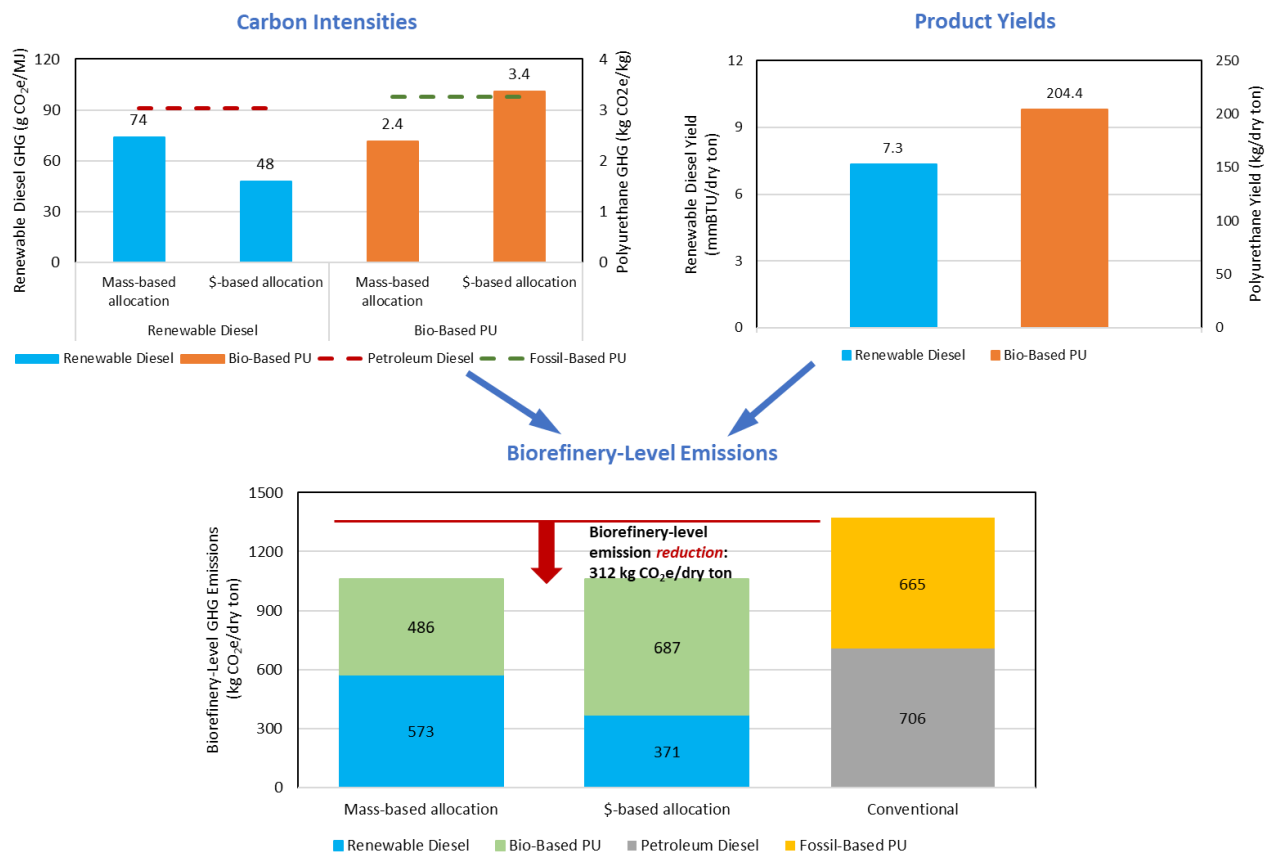 Carbon Intensities
Renewable Diesel GHG (g CO₂e/MJ)
120
90
60
30
0
74
48
2.4
3.4
4
3
2
1
0
Polyurethane GHG (kg CO2e/kg)
Mass-based
allocation
$-based allocation
Mass-based
allocation
$-based allocation
Renewable Diesel
Bio-Based PU
Renewable Diesel
Bio-Based PU
Petroleum Diesel
Fossil-Based PU
Product Yields
Renewable Diesel Yield
(mmBTU/dry ton)
12
9
6
3
0
7.3
204.4
250
200
150
100
50
0
Polyurethane Yield (kg/dry ton)
Renewable Diesel
Bio-Based PU
Biorefinery-Level Emissions
Biorefinery-Level GHG Emissions
(kg CO₂e/dry ton)
1500
1200
900
600
300
0
Biorefinery-level
emission reduction:
312 kg CO₂e/dry ton
486
573
687
371
665
706
Mass-based allocation
$-based allocation
Conventional
Renewable Diesel
Bio-Based PU
Petroleum Diesel
Fossil-Based PU